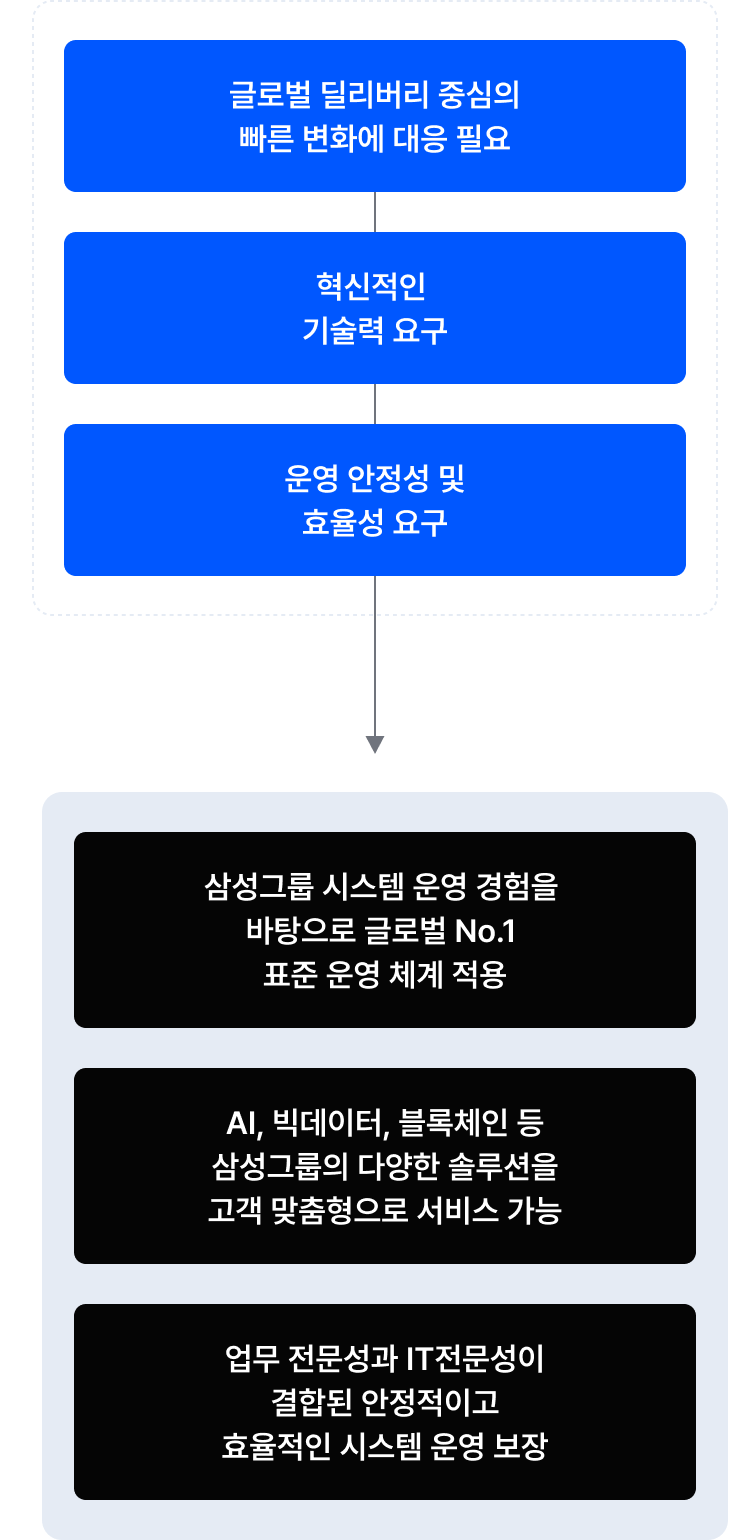 글로벌 딜리버리 중심의
빠른 변화에 대응 필요
혁신적인
기술력 요구
운영 안정성 및
효율성 요구
삼성그룹 시스템 운영 경험을
바탕으로 글로벌 No.1
표준 운영 체계 적용
AI, 빅데이터, 블록체인 등
삼성그룹의 다양한 솔루션을
고객 맞춤형으로 서비스 가능
업무 전문성과 IT전문성이
결합된 안정적이고
효율적인 시스템 운영 보장